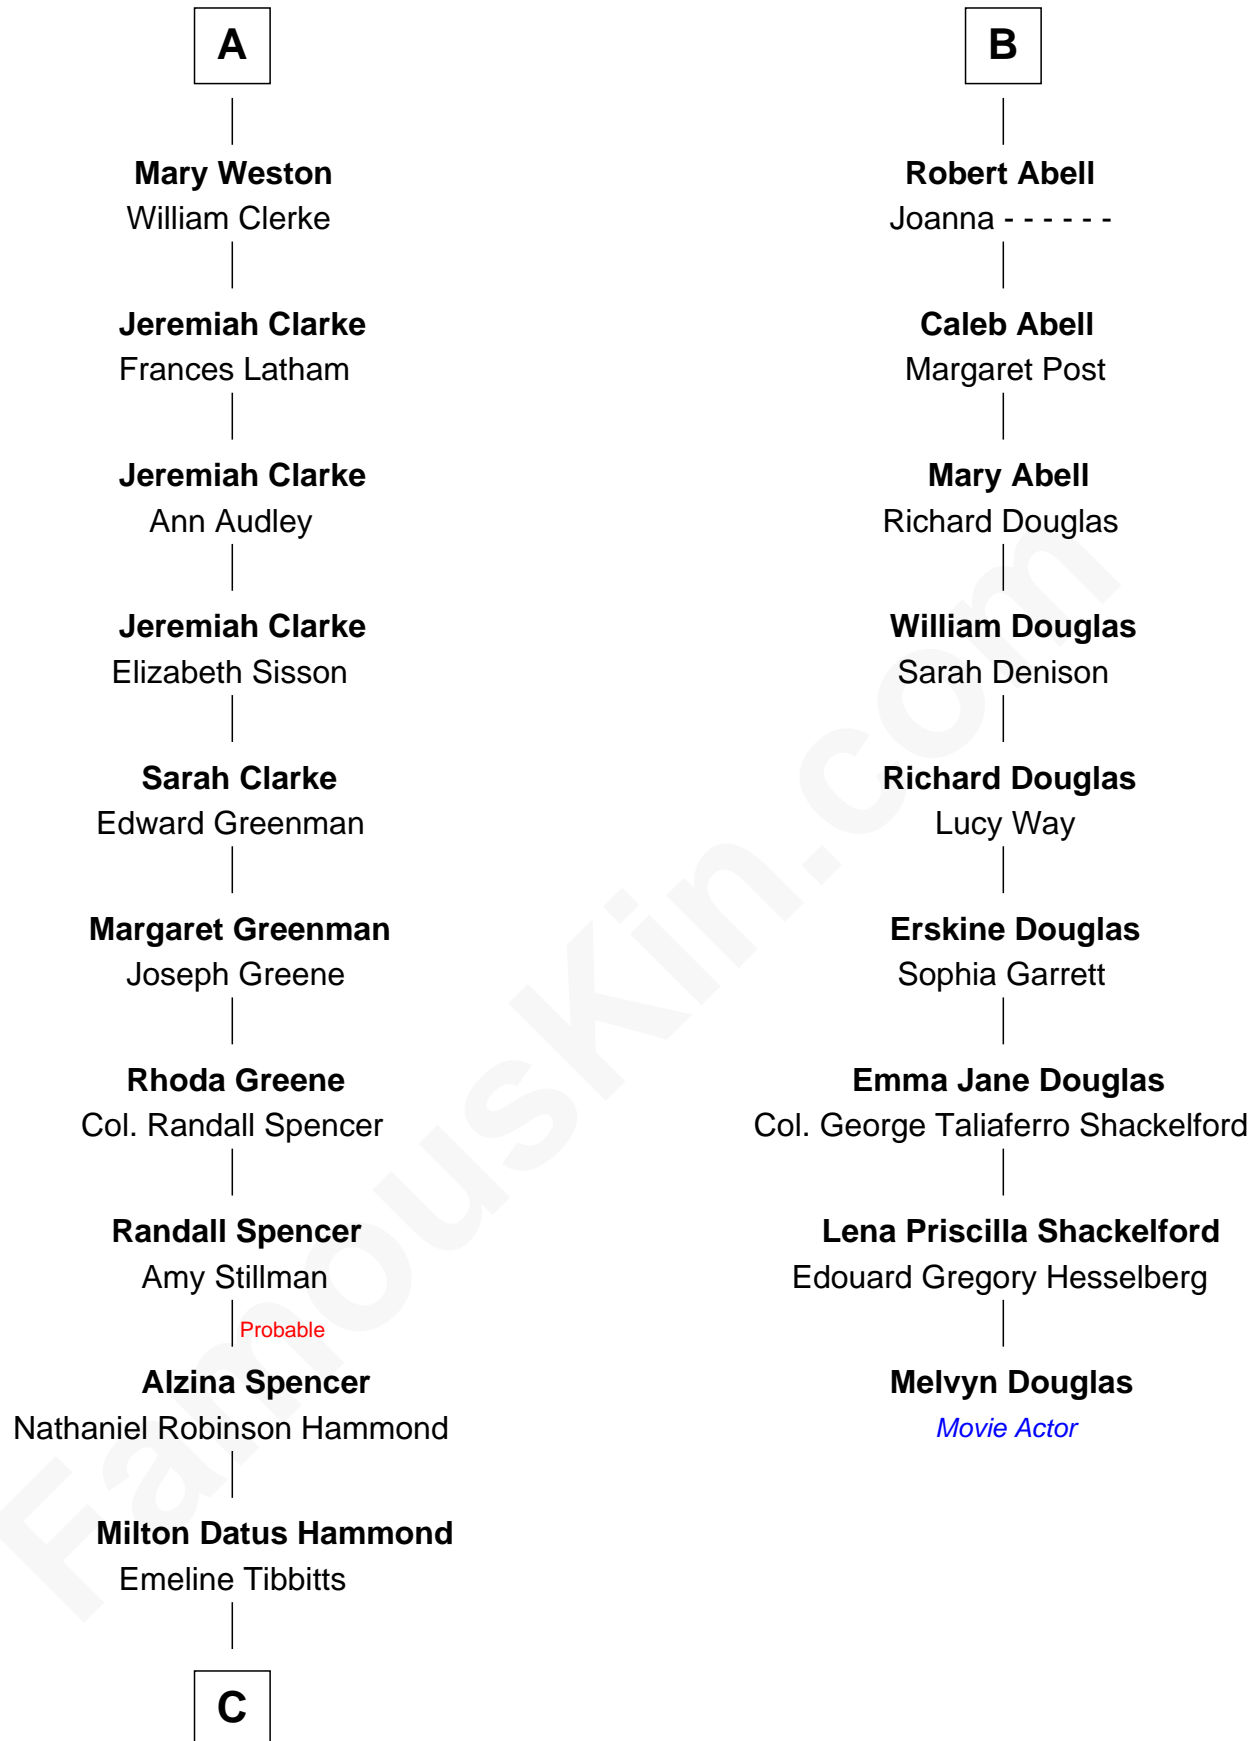 A
Mary Weston
William Clerke
Jeremiah Clarke
Frances Latham
Jeremiah Clarke
Ann Audley
Jeremiah Clarke
Elizabeth Sisson
Sarah Clarke
Edward Greenman
Margaret Greenman
Joseph Greene
Rhoda Greene
Col. Randall Spencer
Randall Spencer
Amy Stillman
Probable
Alzina Spencer
Nathaniel Robinson Hammond
Milton Datus Hammond
Emeline Tibbitts
C
B
Robert Abell
Joanna - - - - - -
Caleb Abell
Margaret Post
Mary Abell
Richard Douglas
William Douglas
Sarah Denison
Richard Douglas
Lucy Way
Erskine Douglas
Sophia Garrett
Emma Jane Douglas
Col. George Taliaferro Shackelford
Lena Priscilla Shackelford
Edouard Gregory Hesselberg
Melvyn Douglas
Movie Actor
FamousKin.com